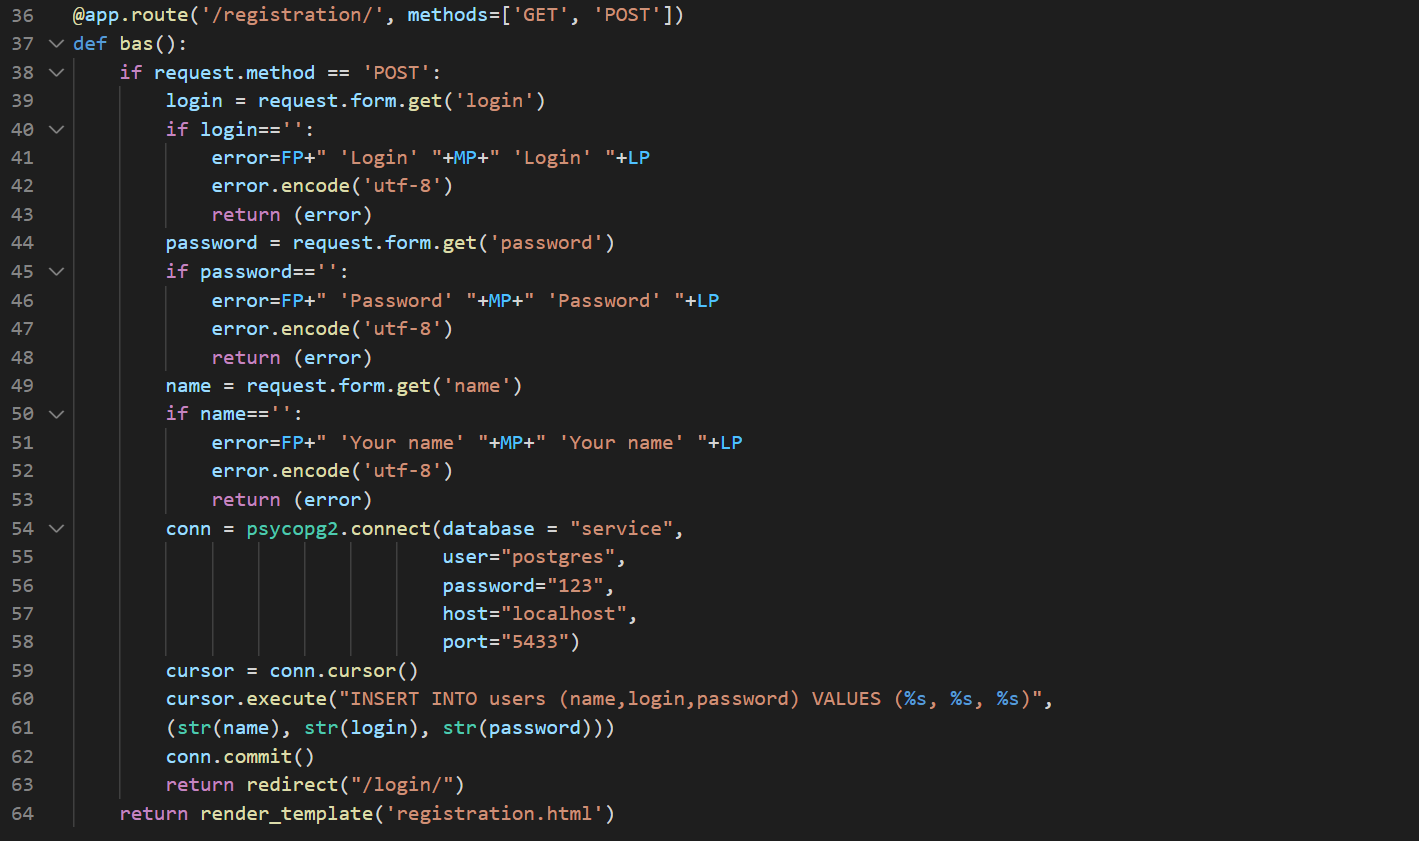 36 @app.route('/registration/', methods=['GET', 'POST'])
37 def bas():
38     if request.method == 'POST':
39         login = request.form.get('login')
40         if login=='':
41             error=FP+" 'Login' "+MP+" 'Login' "+LP
42             error.encode('utf-8')
43             return (error)
44         password = request.form.get('password')
45         if password=='':
46             error=FP+" 'Password' "+MP+" 'Password' "+LP
47             error.encode('utf-8')
48             return (error)
49         name = request.form.get('name')
50         if name=='':
51             error=FP+" 'Your name' "+MP+" 'Your name' "+LP
52             error.encode('utf-8')
53             return (error)
54         conn = psycopg2.connect(database = "service",
55                                 user="postgres",
56                                 password="123",
57                                 host="localhost",
58                                 port="5433")
59         cursor = conn.cursor()
60         cursor.execute("INSERT INTO users (name,login,password) VALUES (%s, %s, %s)",
61         (str(name), str(login), str(password)))
62         conn.commit()
63         return redirect("/login/")
64     return render_template('registration.html')